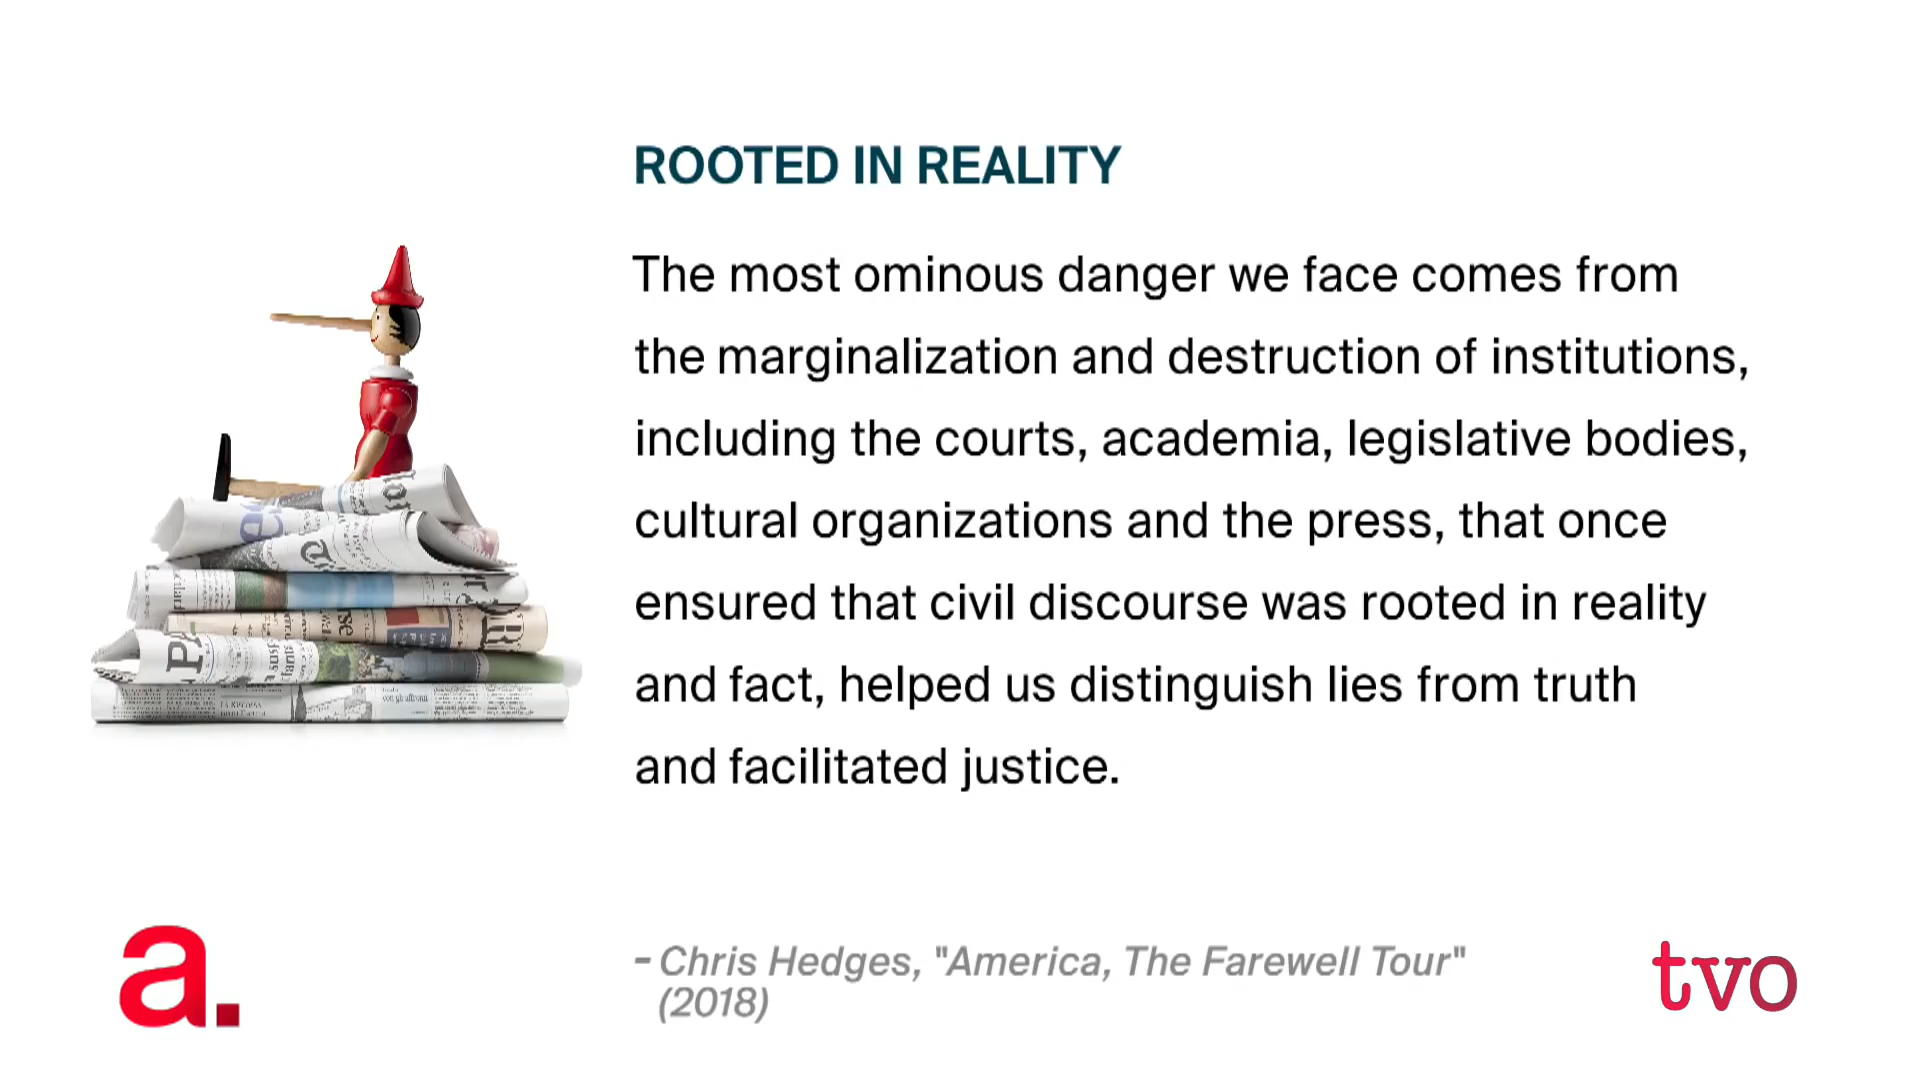 ROOTED IN REALITY
The most ominous danger we face comes from
the marginalization and destruction of institutions,
including the courts, academia, legislative bodies,
cultural organizations and the press, that once
ensured that civil discourse was rooted in reality
and fact, helped us distinguish lies from truth
and facilitated justice.
- Chris Hedges, "America, The Farewell Tour"
(2018)
a.
tvo